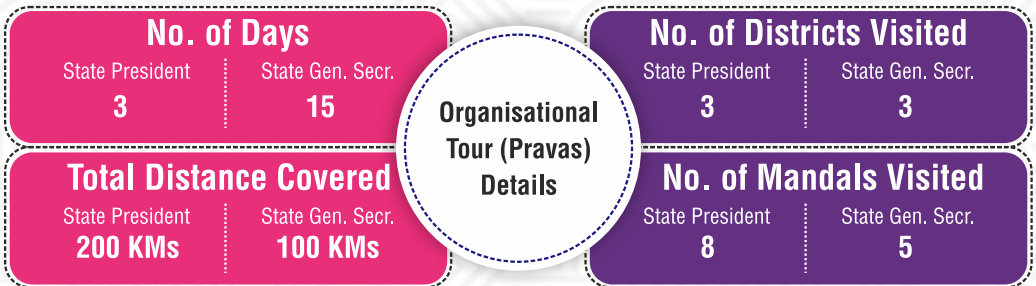 No. of Days
State President State Gen. Secr.
3 15
Total Distance Covered
State President State Gen. Secr.
200 KMs 100 KMs
Organisational
Tour (Pravas)
Details
No. of Districts Visited
State President State Gen. Secr.
3 3
No. of Mandals Visited
State President State Gen. Secr.
8 5